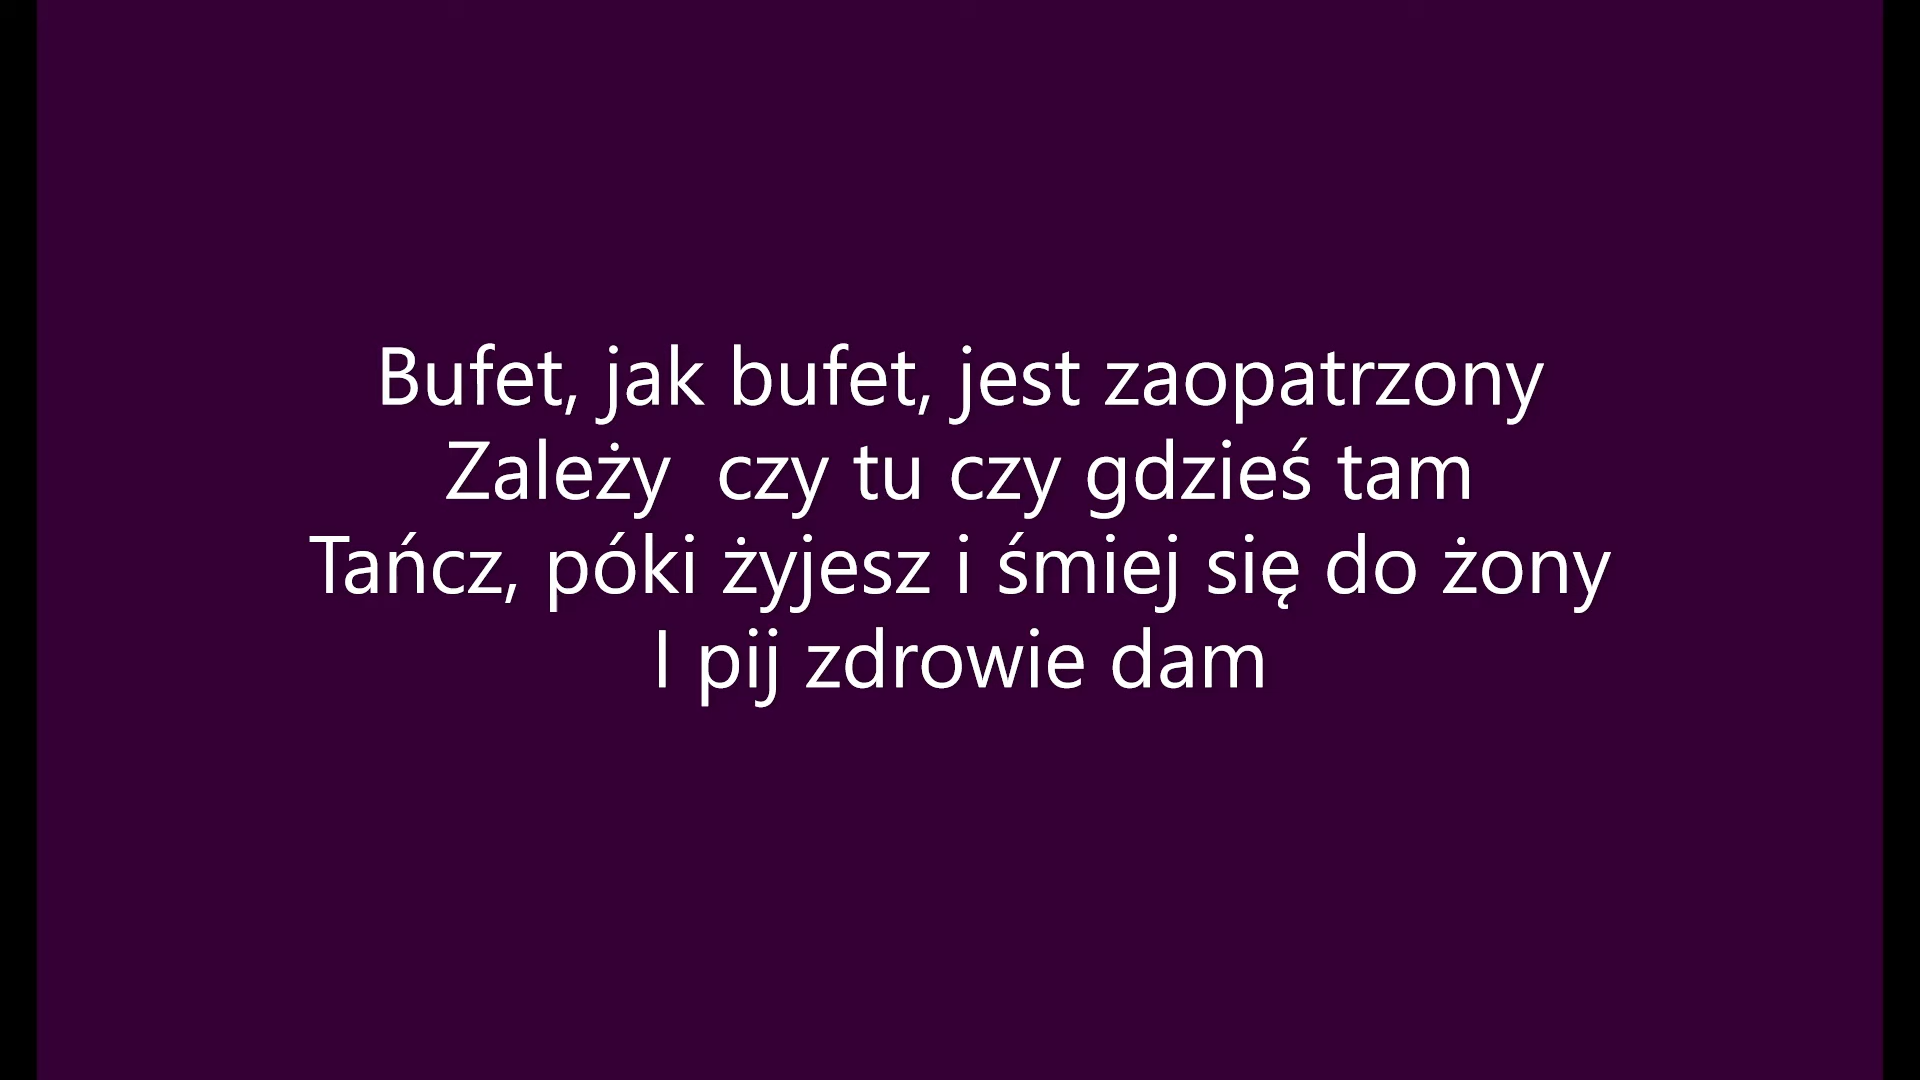 Bufet, jak bufet, jest zaopatrzony
Zależy  czy tu czy gdzieś tam
Tańcz, póki żyjesz i śmiej się do żony
I pij zdrowie dam